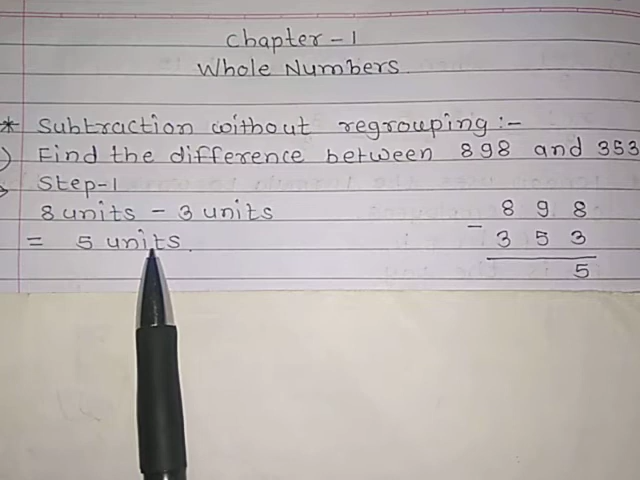 Chapter-1
Whole Numbers
* Subtraction without regrouping :-
) Find the difference between 898 and 353
Step-1
8 units - 3 units
= 5 units
8 9 8
- 3 5 3
5